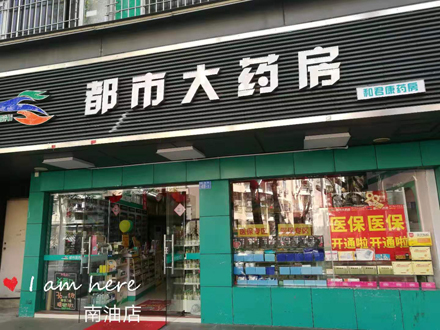 都市大药房
和君康药房
医保医保
开通啦开通啦
I am here
南油店